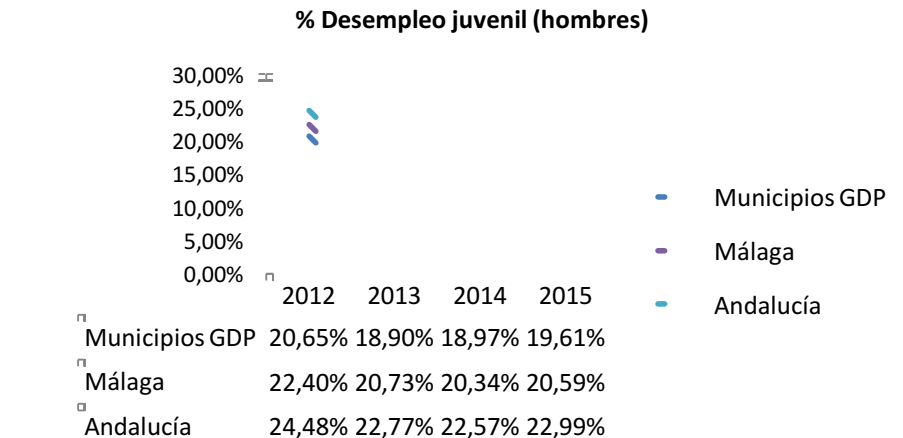 % Desempleo juvenil (hombres)
30,00%
25,00%
20,00%
15,00%
10,00%
5,00%
0,00%
Municipios GDP
Málaga
Andalucía
2012 2013 2014 2015
Municipios GDP 20,65% 18,90% 18,97% 19,61%
Málaga 22,40% 20,73% 20,34% 20,59%
Andalucía 24,48% 22,77% 22,57% 22,99%